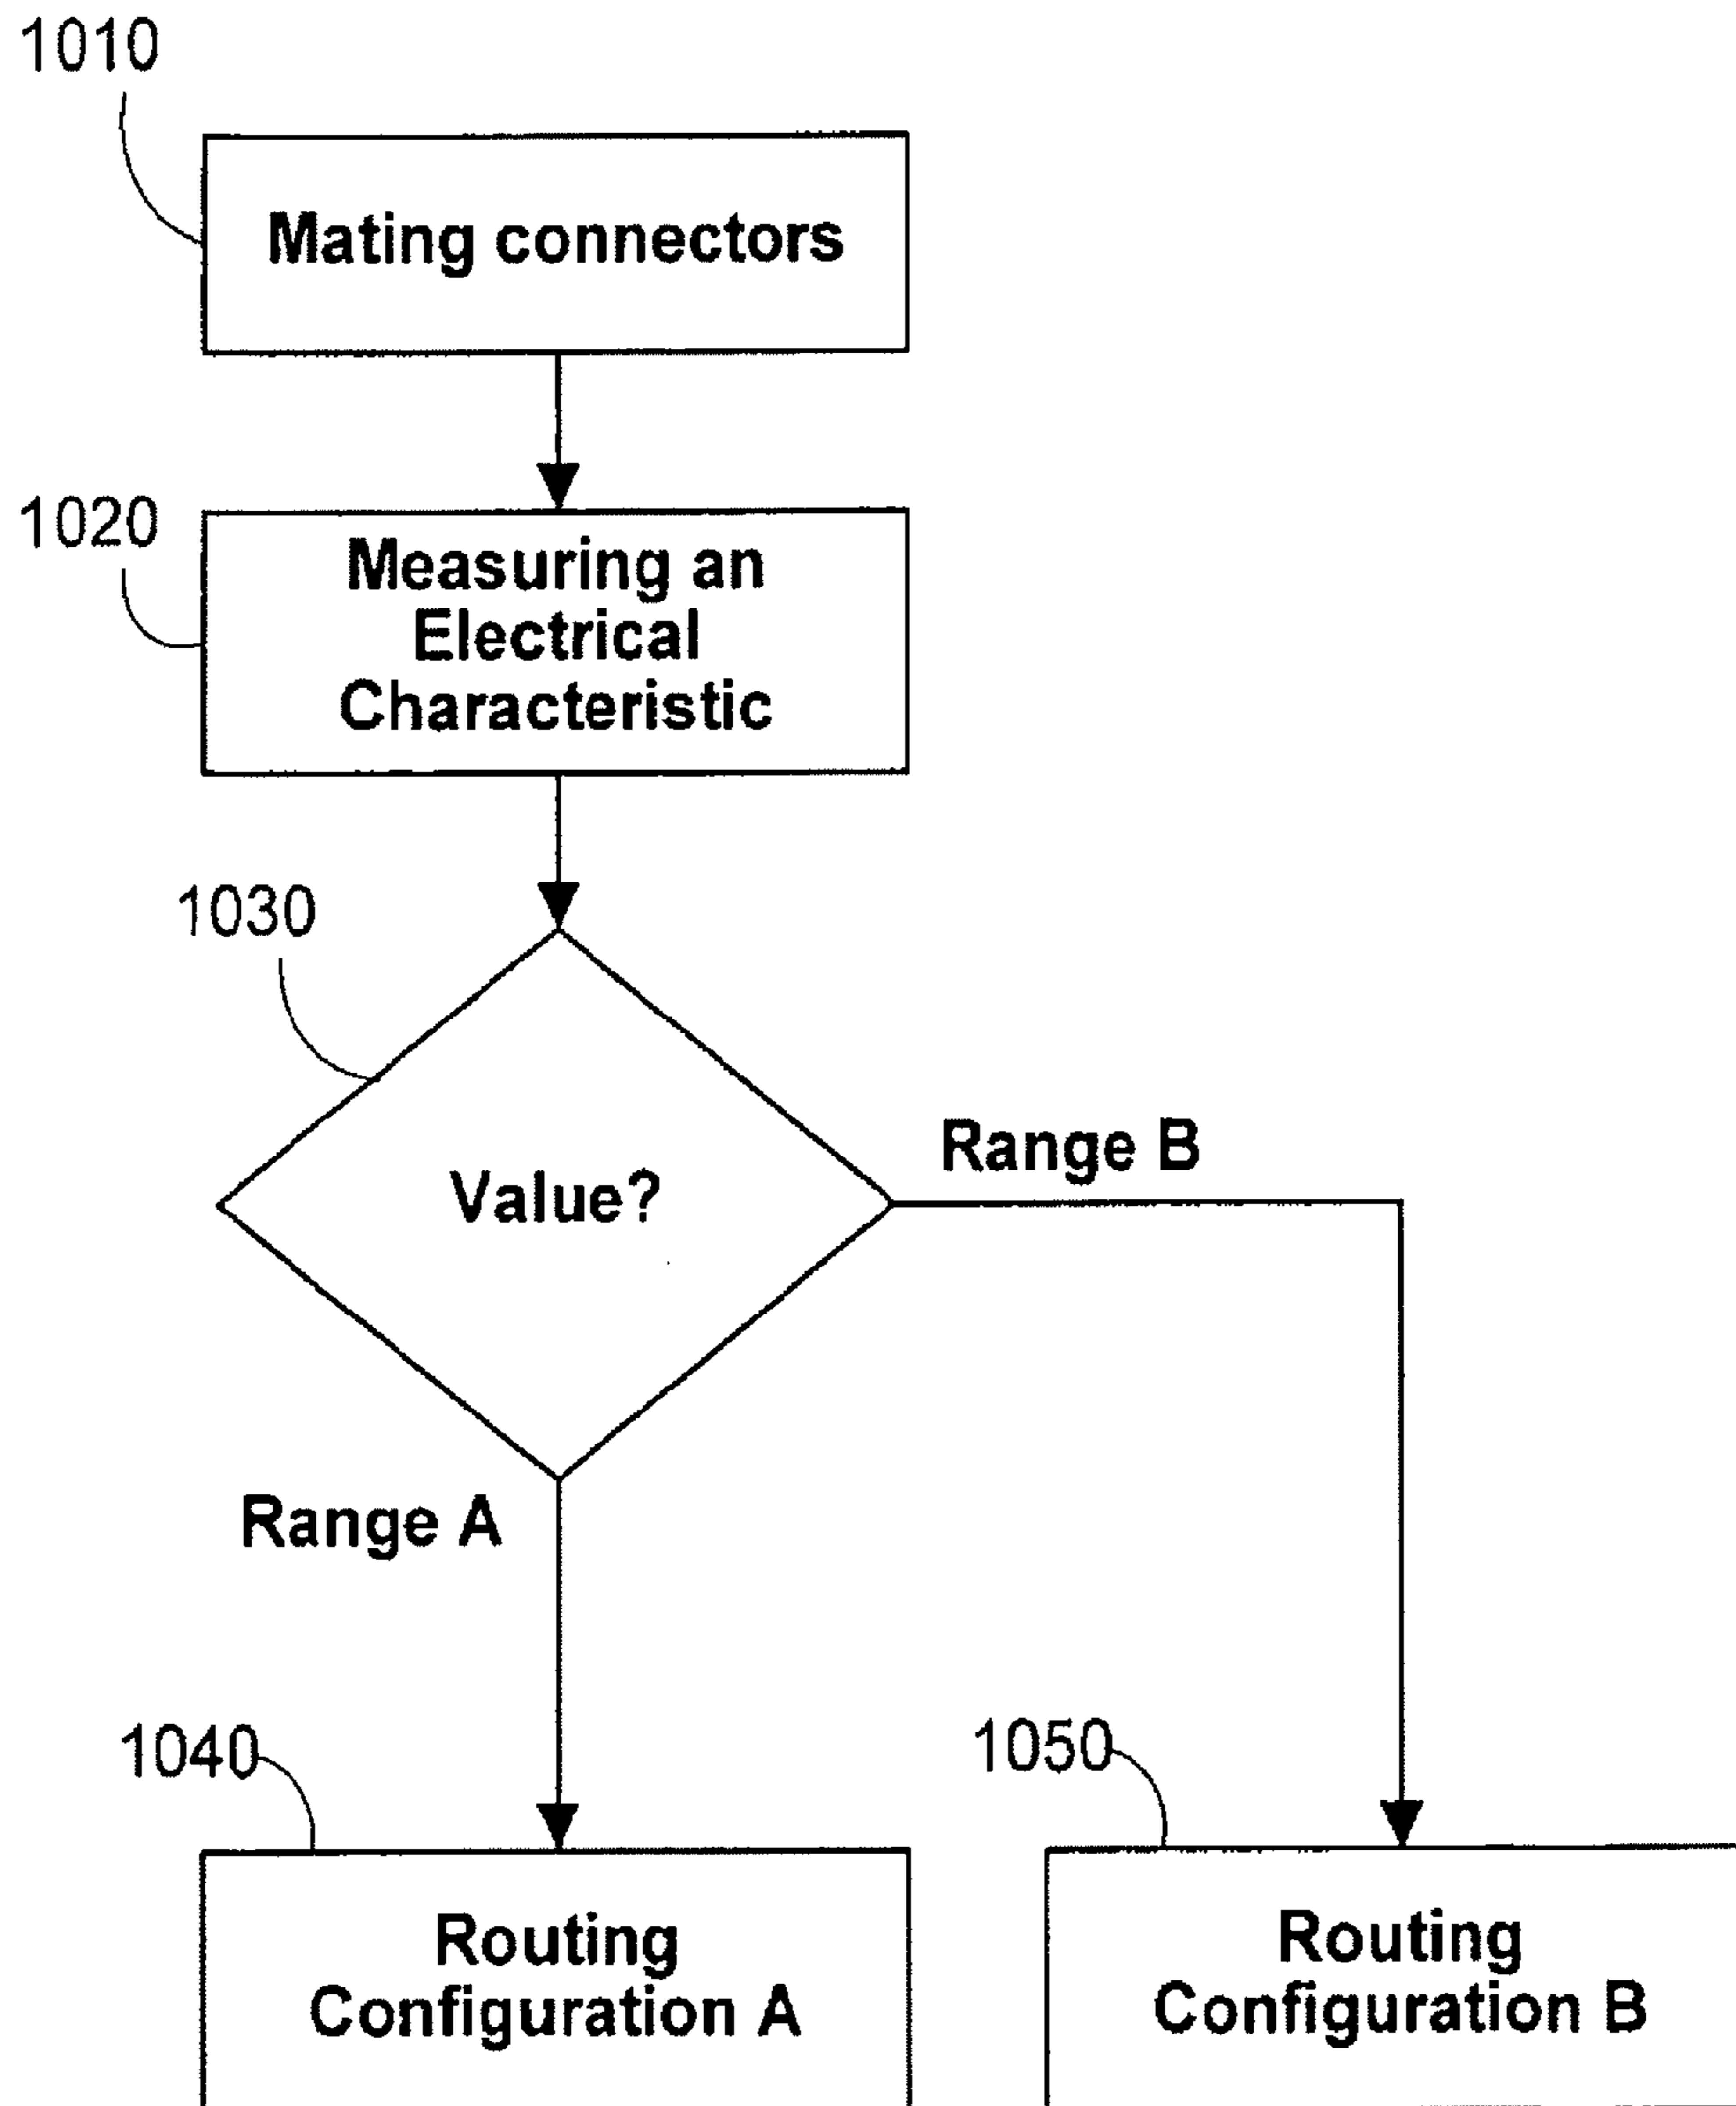 1010
Mating connectors
1020
Measuring an
Electrical
Characteristic
1030
Value?
Range B
Range A
1040
1050
Routing
Configuration A
Routing
Configuration B